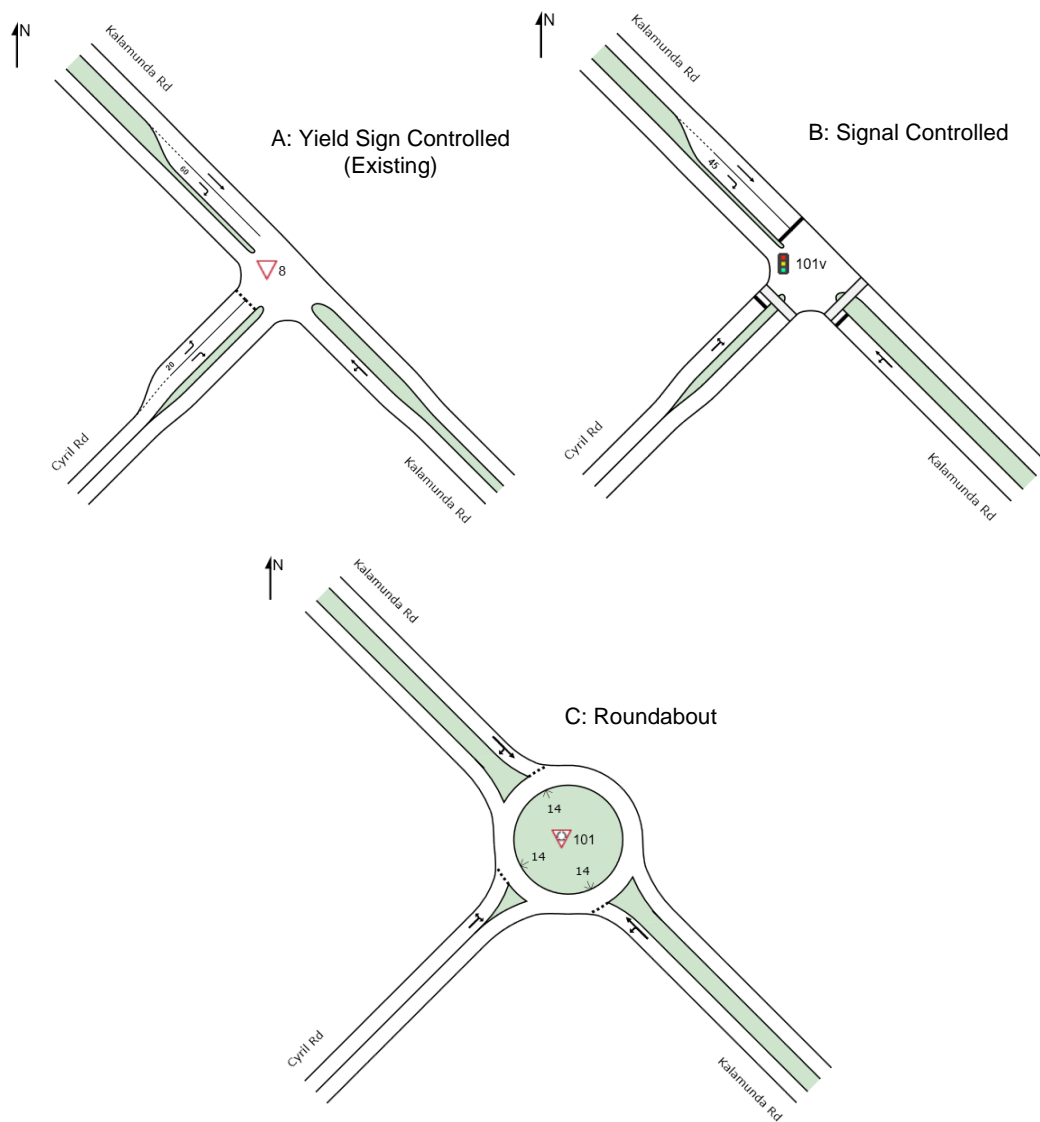 N
Kalamunda Rd
A: Yield Sign Controlled
(Existing)
60
8
20
Cyril Rd
Kalamunda Rd
N
Kalamunda Rd
B: Signal Controlled
45
101v
Cyril Rd
Kalamunda Rd
N
Kalamunda Rd
C: Roundabout
14
101
14
14
Cyril Rd
Kalamunda Rd